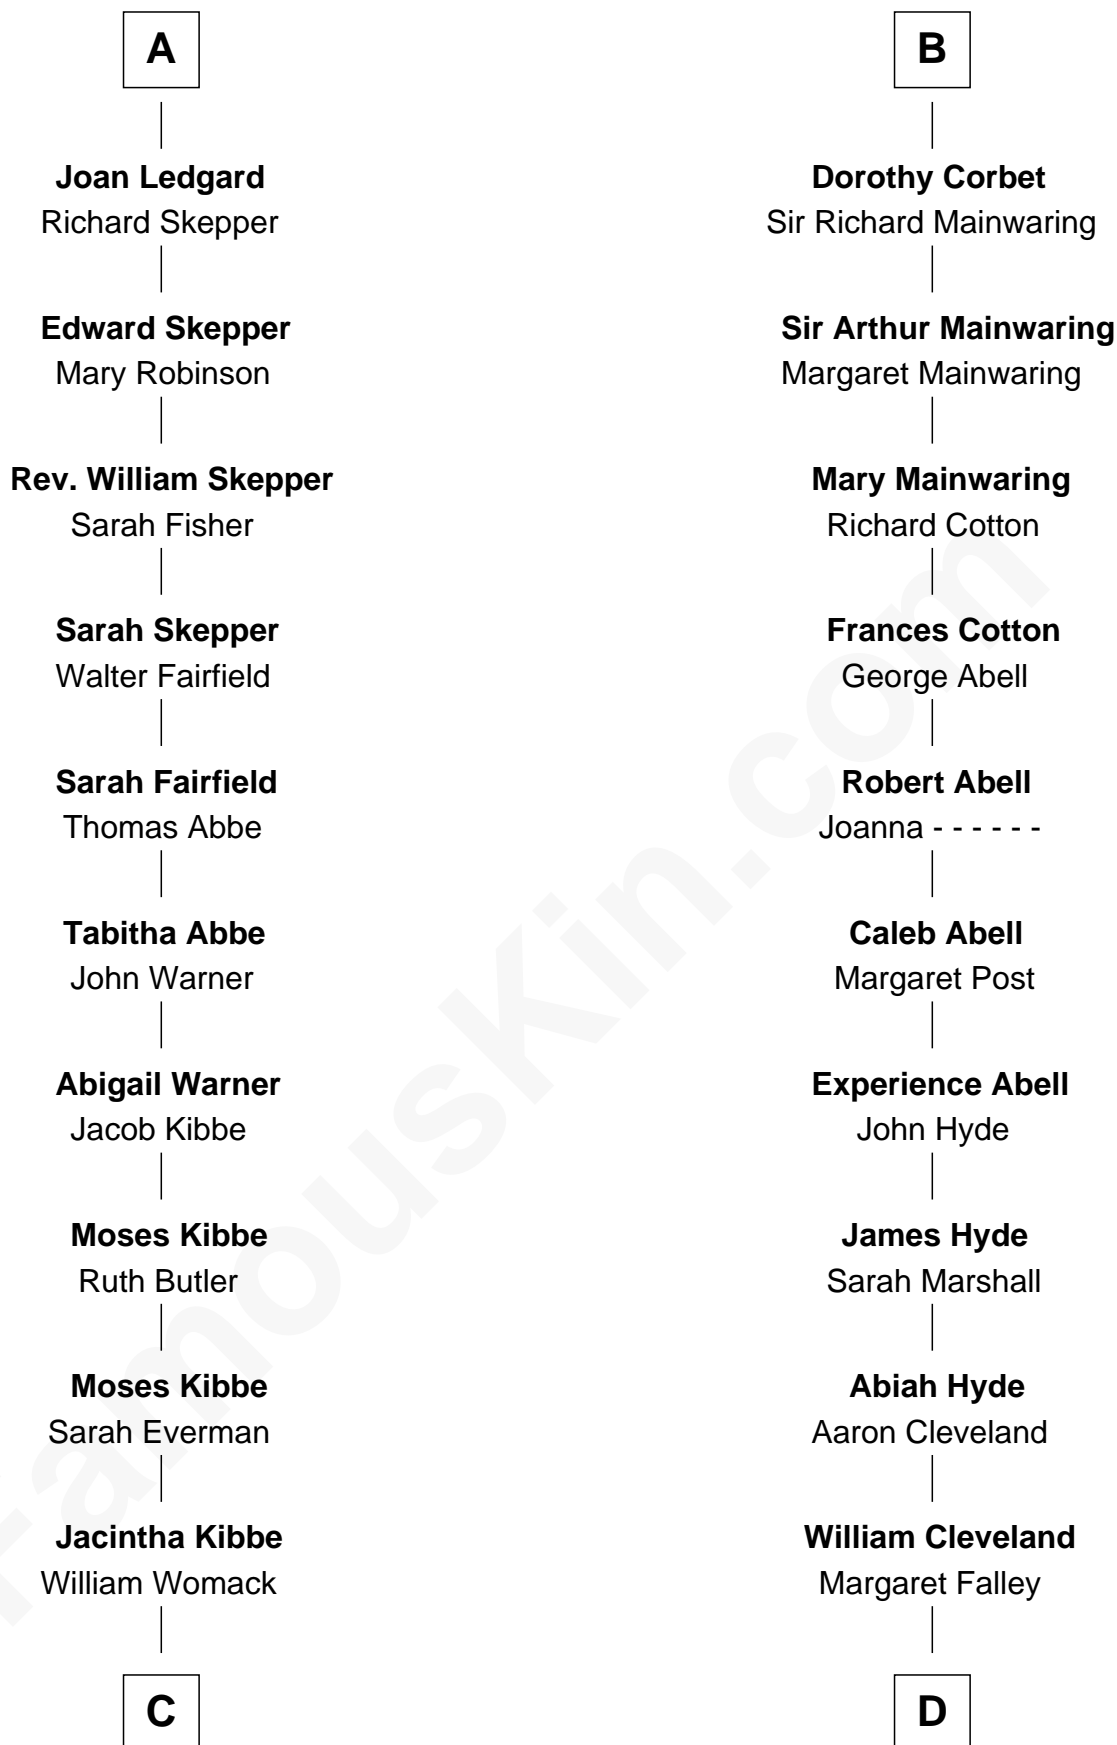 A
Joan Ledgard
Richard Skepper
Edward Skepper
Mary Robinson
Rev. William Skepper
Sarah Fisher
Sarah Skepper
Walter Fairfield
Sarah Fairfield
Thomas Abbe
Tabitha Abbe
John Warner
Abigail Warner
Jacob Kibbe
Moses Kibbe
Ruth Butler
Moses Kibbe
Sarah Everman
Jacintha Kibbe
William Womack
C
B
Dorothy Corbet
Sir Richard Mainwaring
Sir Arthur Mainwaring
Margaret Mainwaring
Mary Mainwaring
Richard Cotton
Frances Cotton
George Abell
Robert Abell
Joanna - - - - - -
Caleb Abell
Margaret Post
Experience Abell
John Hyde
James Hyde
Sarah Marshall
Abiah Hyde
Aaron Cleveland
William Cleveland
Margaret Falley
D
FamousKin.com